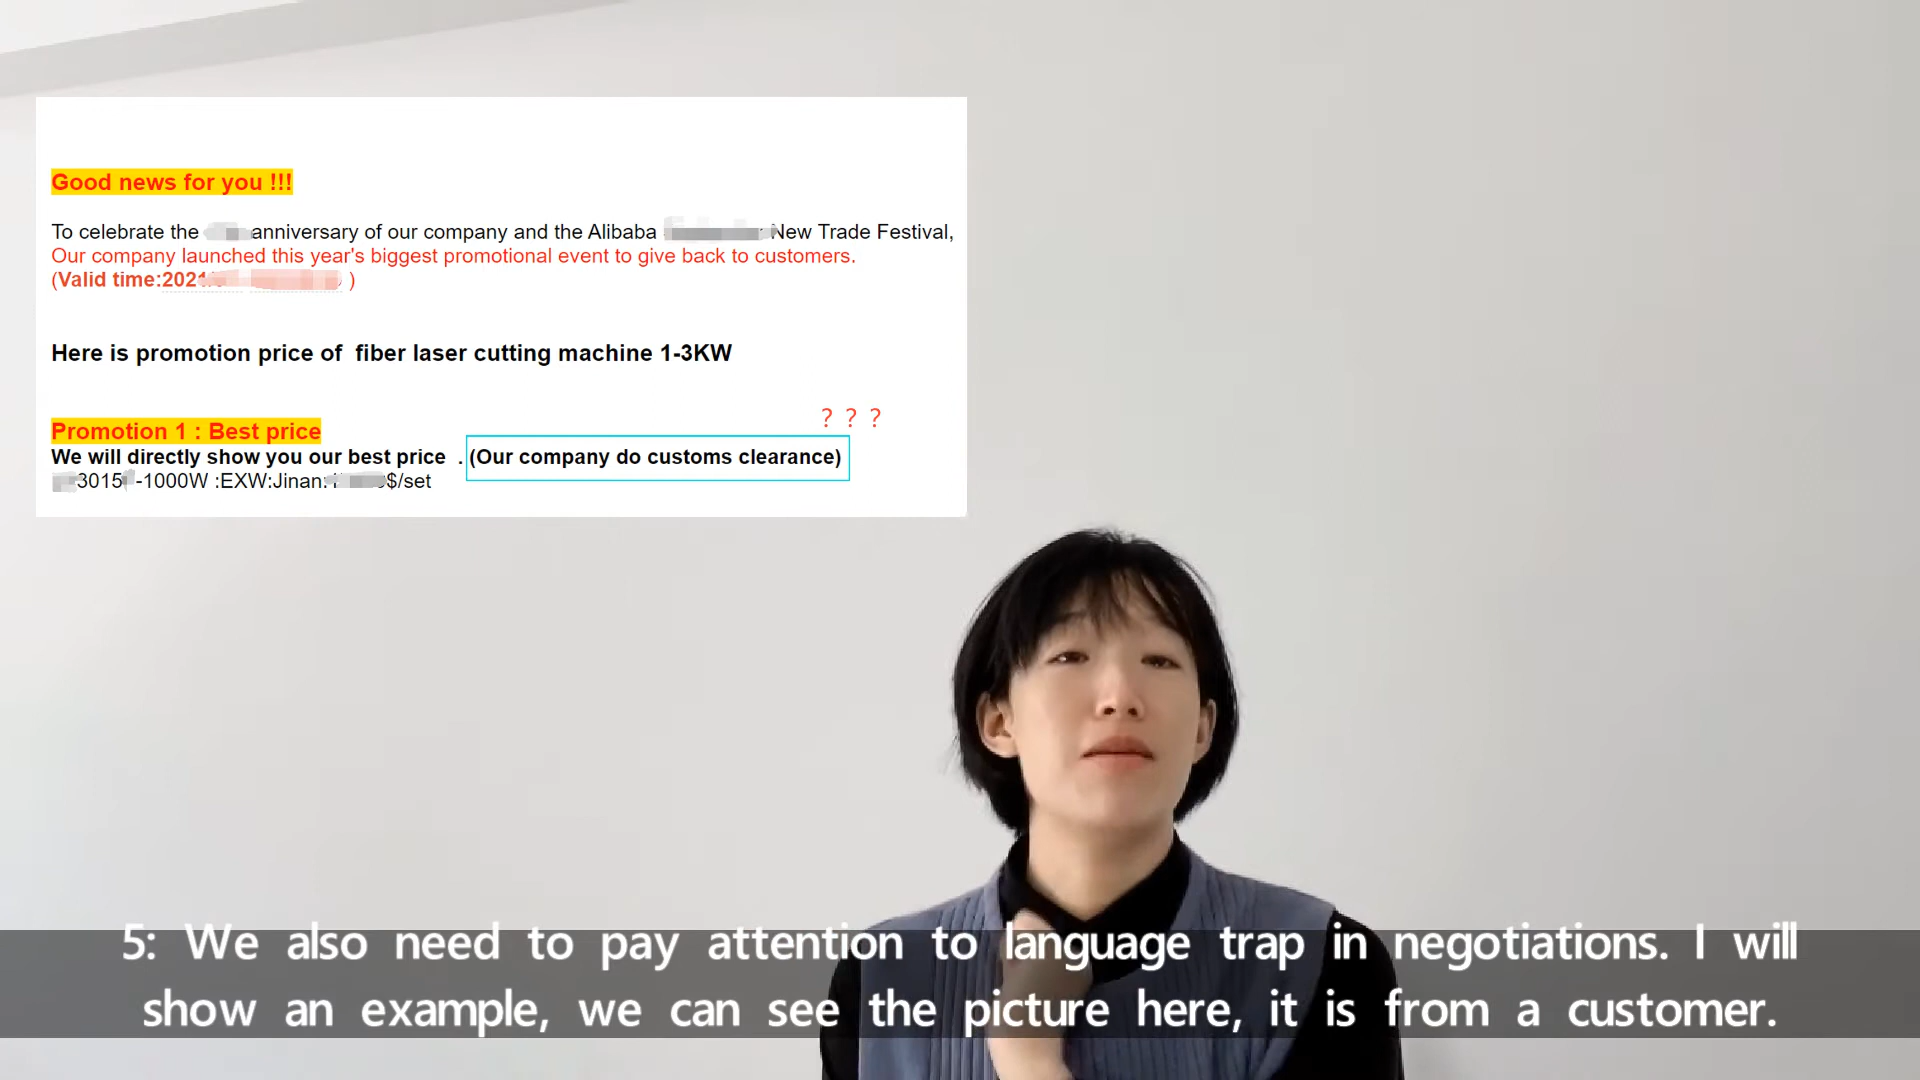 Good news for you !!!
To celebrate the anniversary of our company and the Alibaba New Trade Festival,
Our company launched this year's biggest promotional event to give back to customers.
(Valid time:2021 )
Here is promotion price of fiber laser cutting machine 1-3KW
? ? ?
Promotion 1 : Best price
We will directly show you our best price . (Our company do customs clearance)
3015 -1000W :EXW:Jinan: $/set
5: We also need to pay attention to language trap in negotiations. I will
show an example, we can see the picture here, it is from a customer.